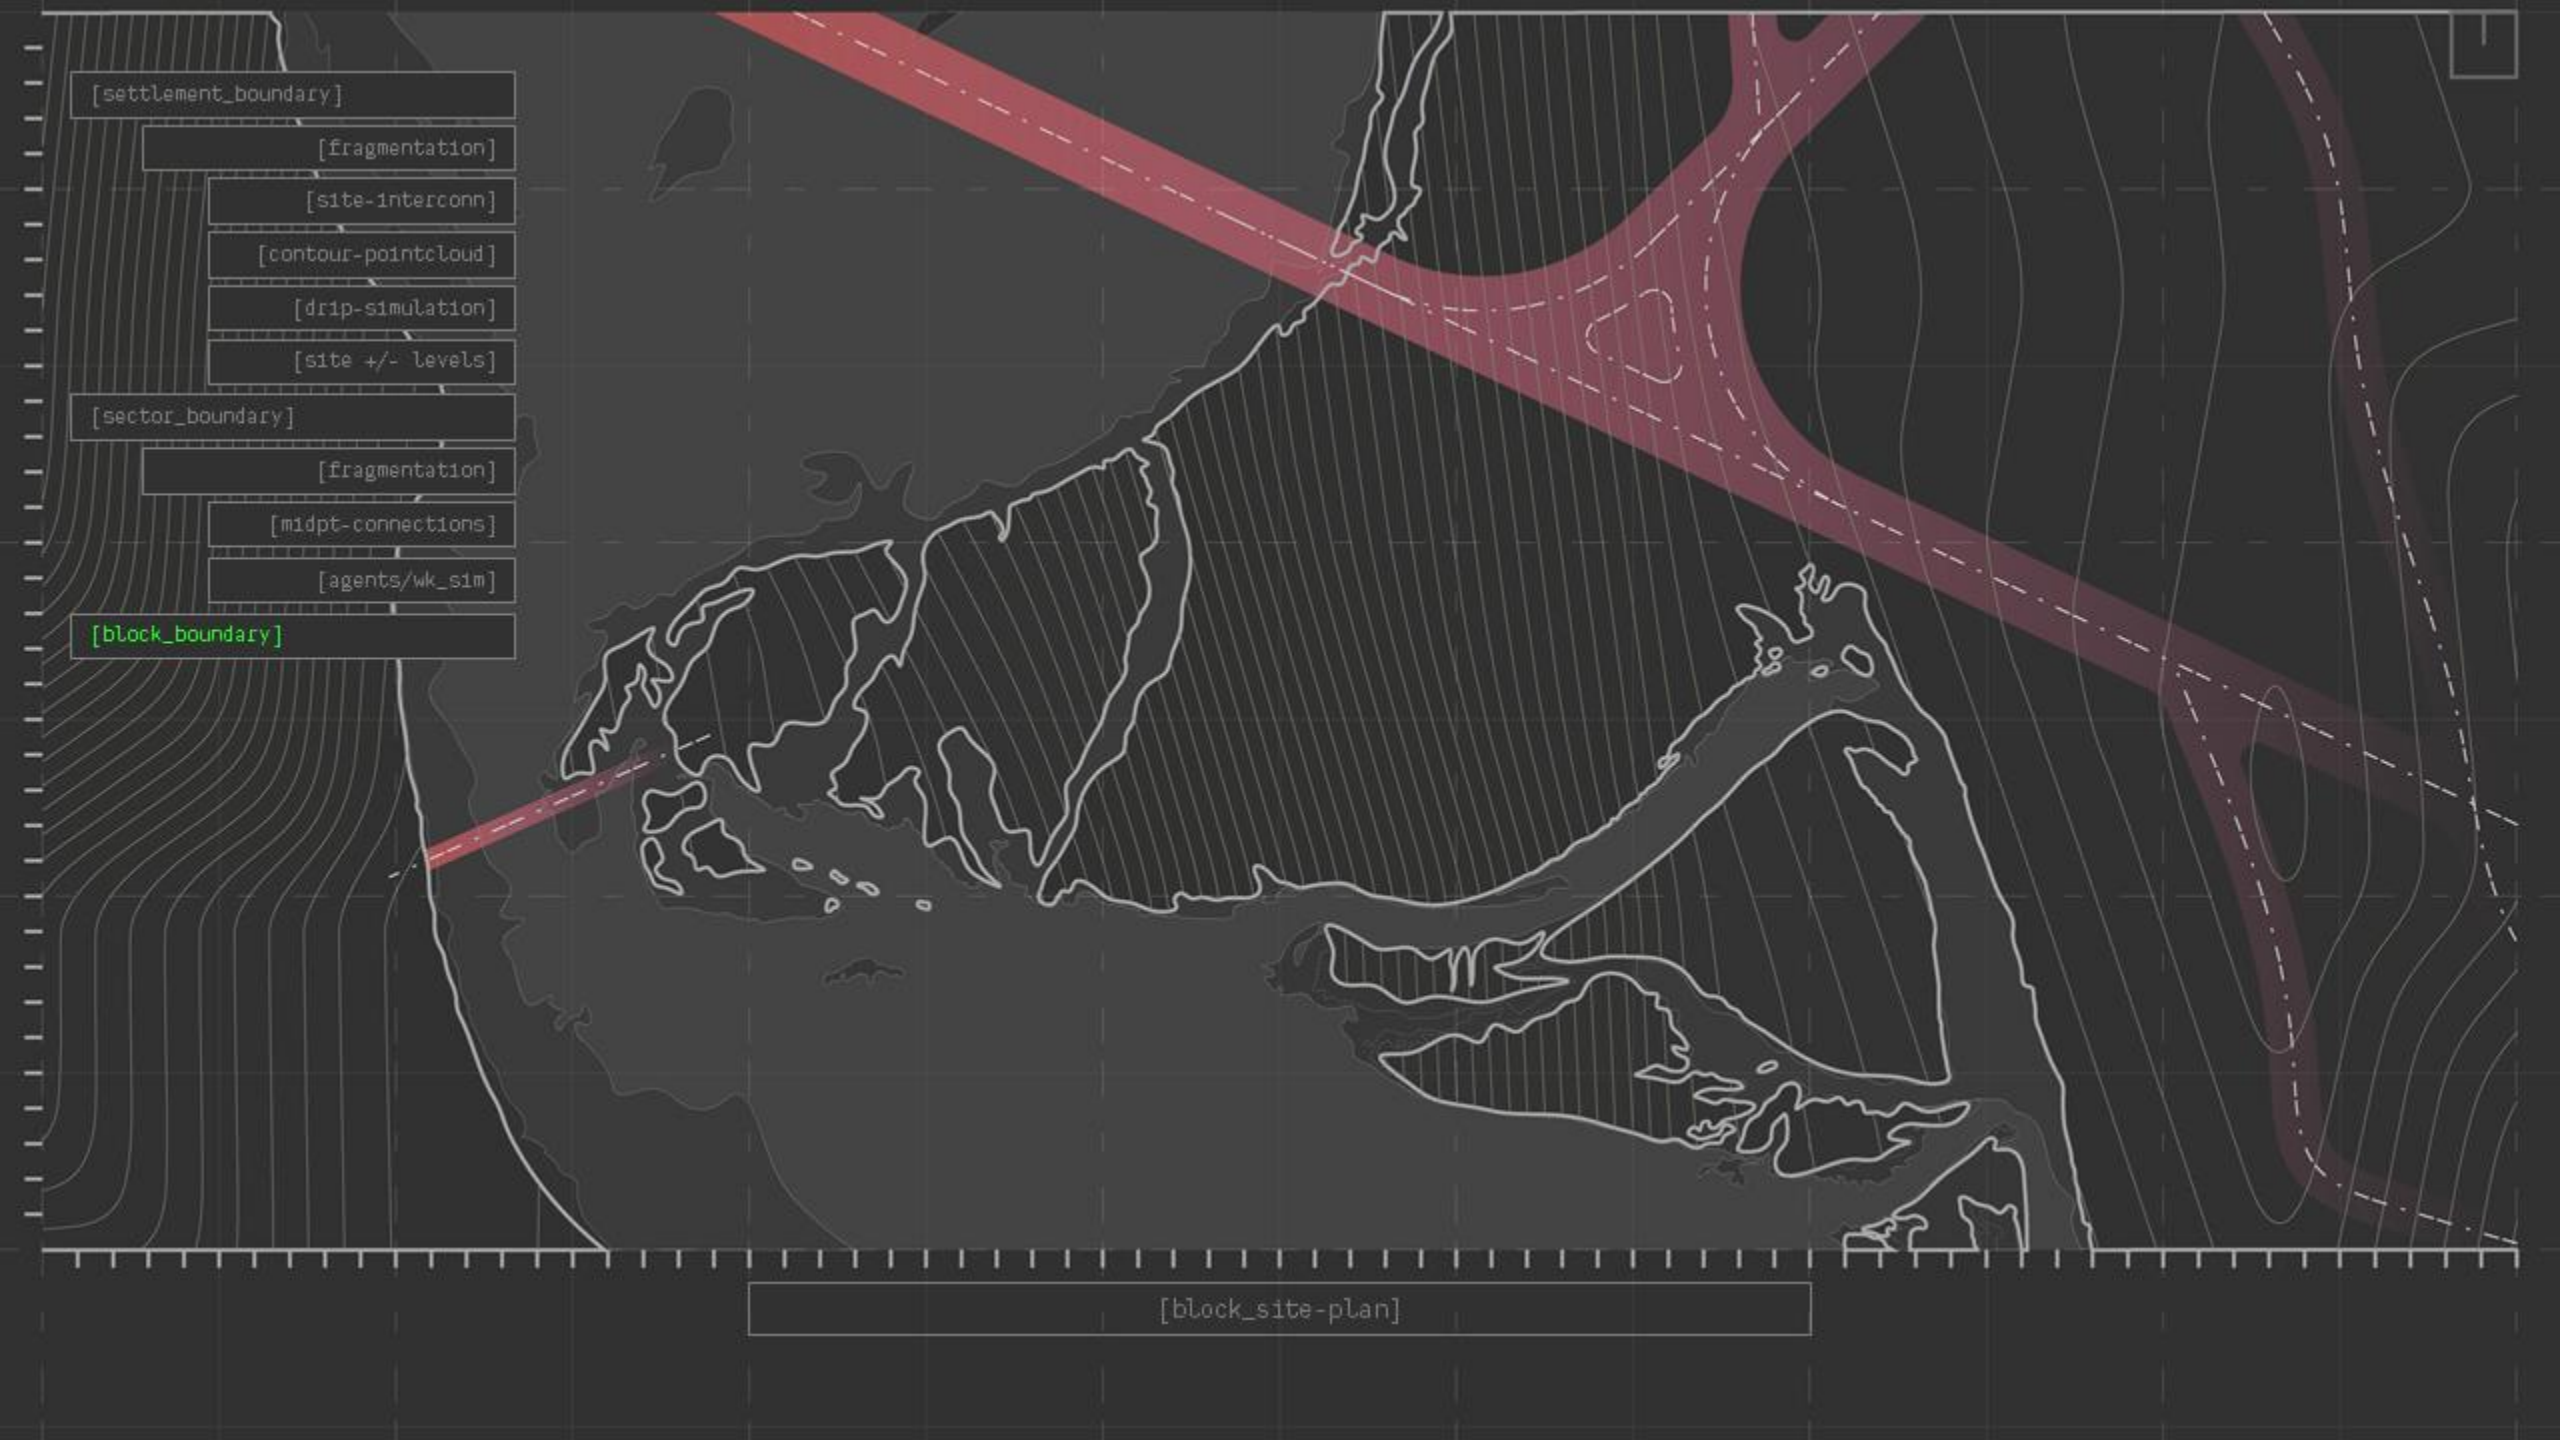 [settlement_boundary]
[fragmentation]
[site-interconn]
[contour-pointcloud]
[drip-simulation]
[site +/- levels]
[sector_boundary]
[fragmentation]
[midpt-connections]
[agents/wk_sim]
[block_boundary]
[block_site-plan]